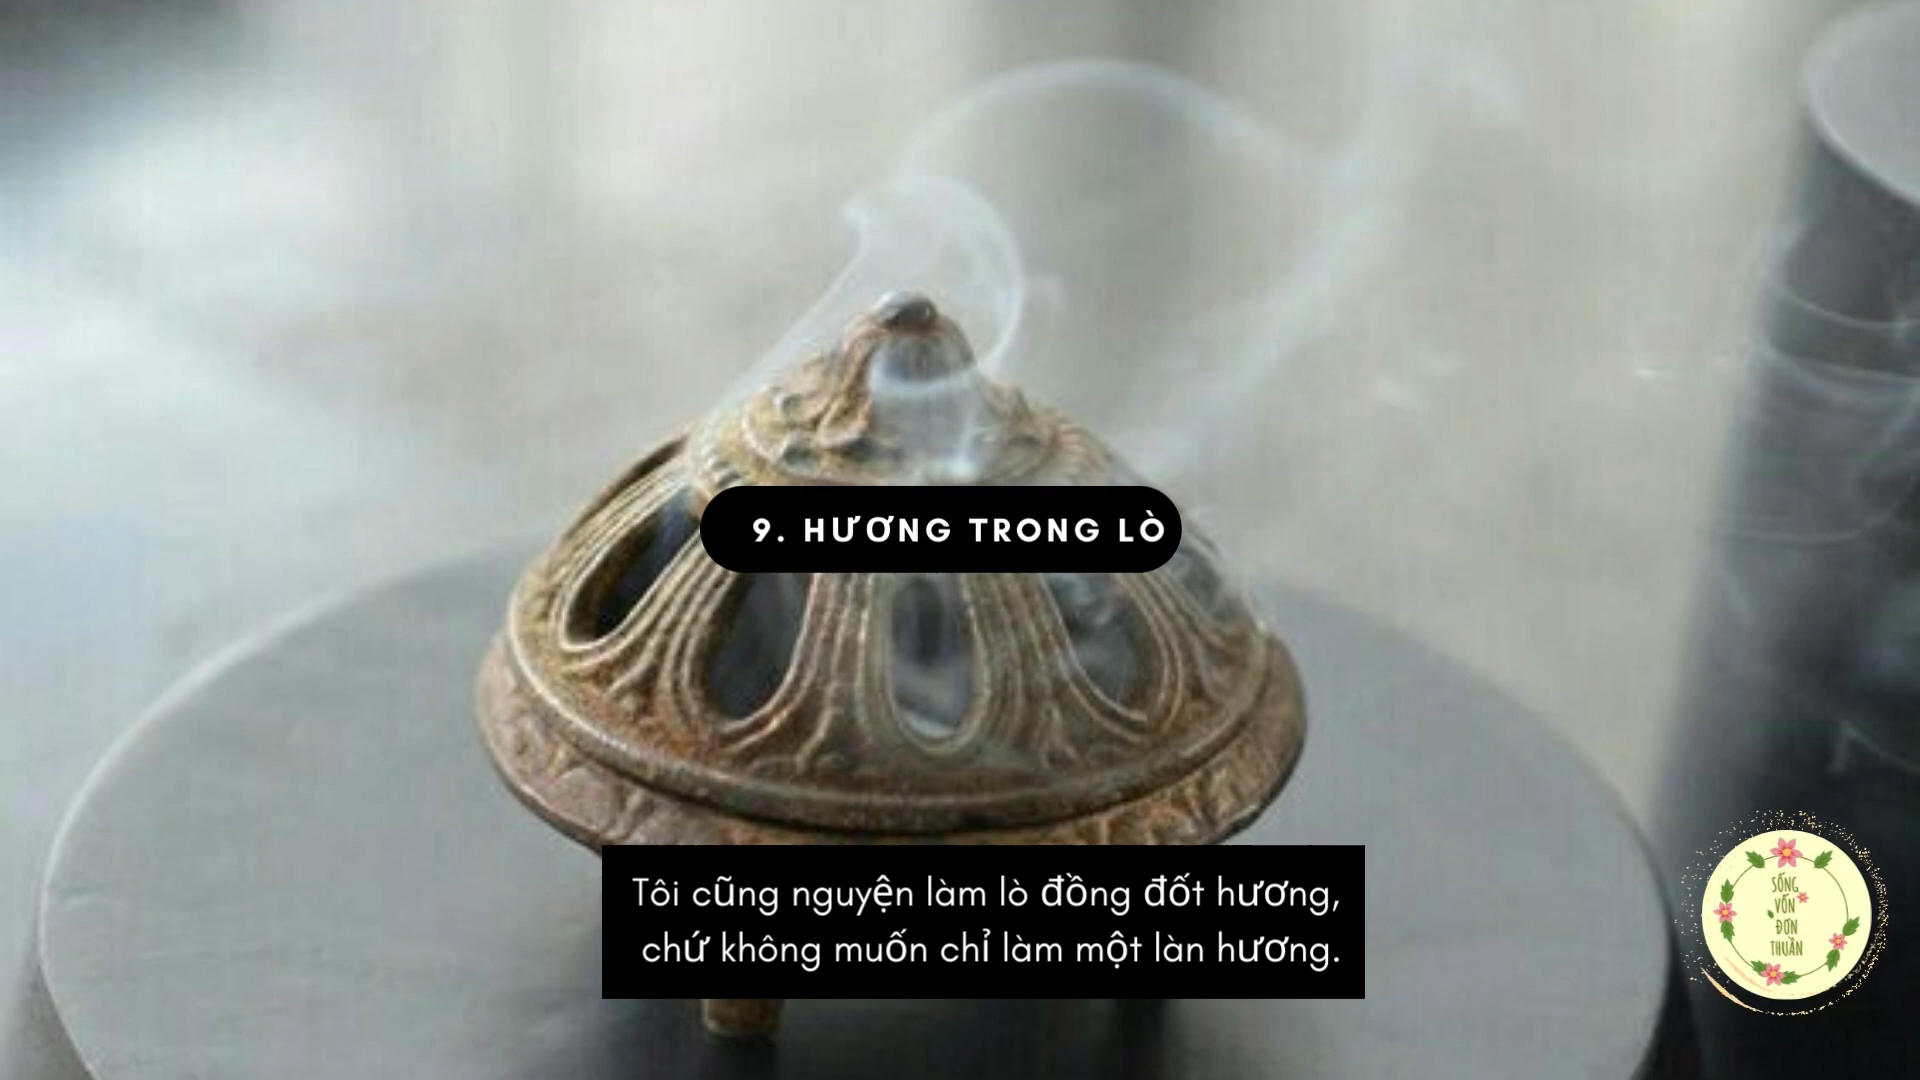 9. HƯƠNG TRONG LÒ
Tôi cũng nguyện làm lò đồng đốt hương,
chứ không muốn chỉ làm một làn hương.
SỐNG
VỐN
ĐƠN
THUẦN